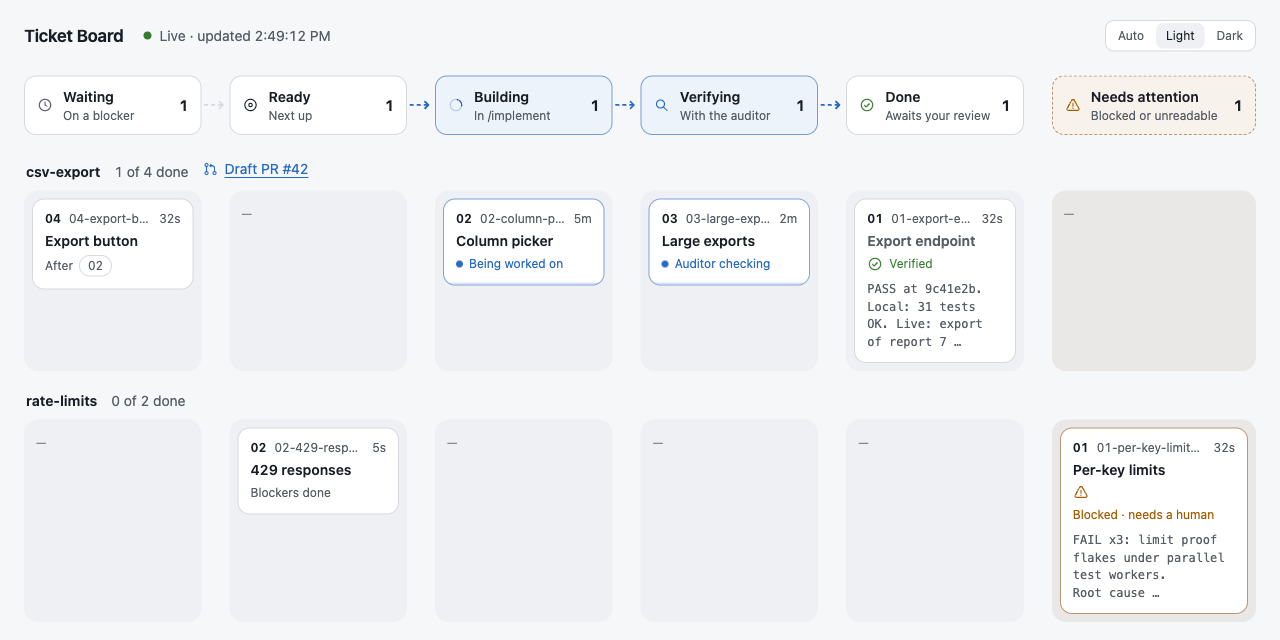 Ticket Board
Live · updated 2:49:12 PM
Auto
Light
Dark
Waiting
On a blocker
1
Ready
Next up
1
Building
In /implement
1
Verifying
With the auditor
1
Done
Awaits your review
1
Needs attention
Blocked or unreadable
1
csv-export
1 of 4 done
Draft PR #42
04 04-export-b... 32s
Export button
After 02
—
02 02-column-p... 5m
Column picker
Being worked on
03 03-large-exp... 2m
Large exports
Auditor checking
01 01-export-e... 32s
Export endpoint
Verified
PASS at 9c41e2b.
Local: 31 tests
OK. Live: export
of report 7 …
—
rate-limits
0 of 2 done
—
02 02-429-resp... 5s
429 responses
Blockers done
—
—
—
01 01-per-key-limit... 32s
Per-key limits
Blocked · needs a human
FAIL x3: limit proof
flakes under parallel
test workers.
Root cause …